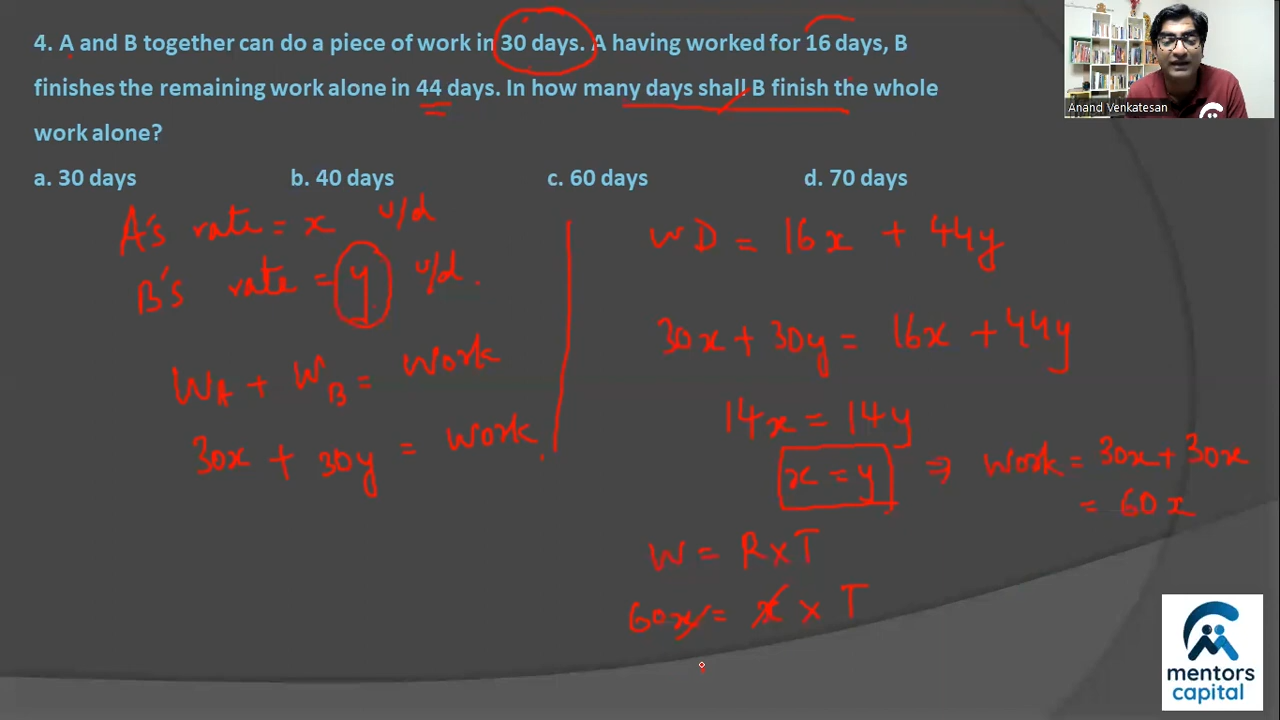 4. A and B together can do a piece of work in 30 days. A having worked for 16 days, B
finishes the remaining work alone in 44 days. In how many days shall B finish the whole
work alone?
a. 30 days b. 40 days c. 60 days d. 70 days
A's rate = x u/d
B's rate = y u/d.
W_A + W_B = Work
30x + 30y = Work.
WD = 16x + 44y
30x + 30y = 16x + 44y
14x = 14y
x = y ⇒ Work = 30x + 30x
= 60x
W = R x T
60x = x x T
Anand Venkatesan
mentors
capital